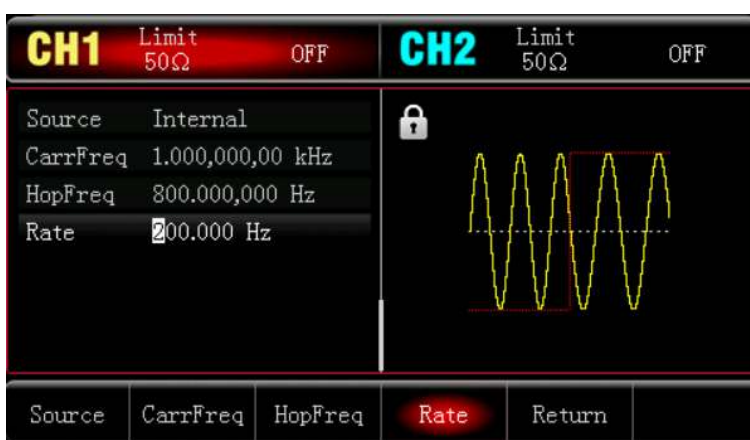 CH1 Limit 50Ω OFF
CH2 Limit 50Ω OFF
Source Internal
CarrFreq 1.000,000,00 kHz
HopFreq 800.000,000 Hz
Rate 200.000 Hz
Source CarrFreq HopFreq Rate Return